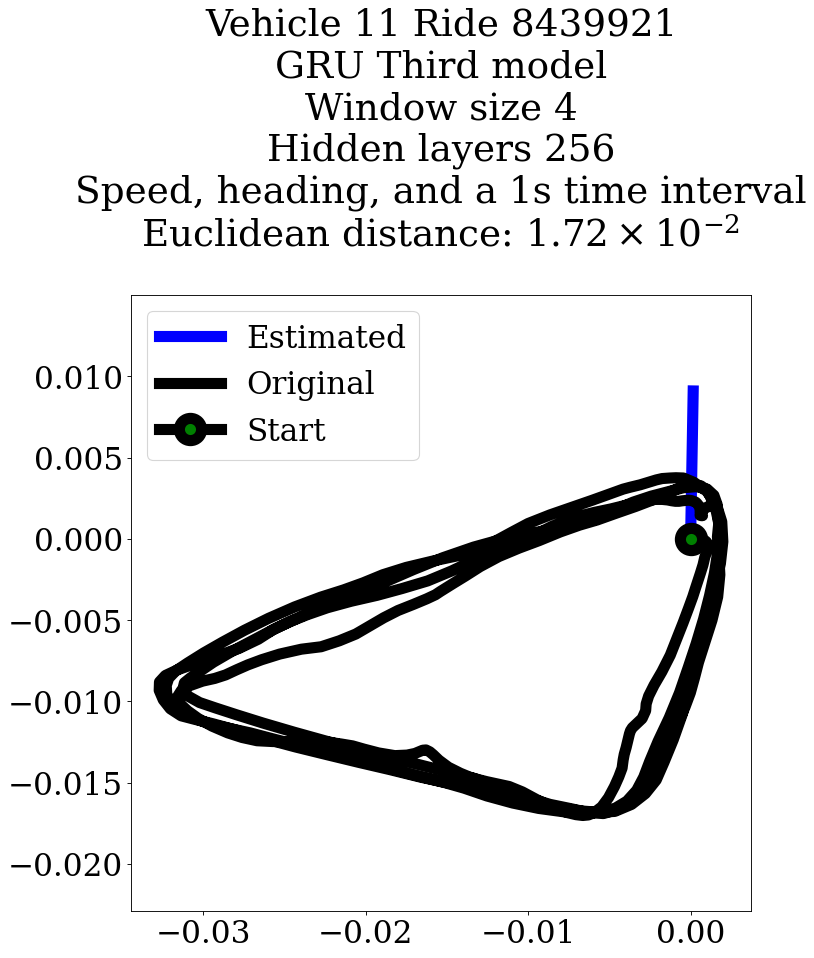 Vehicle 11 Ride 8439921
GRU Third model
Window size 4
Hidden layers 256
Speed, heading, and a 1s time interval
Euclidean distance: 1.72 × 10⁻²
Estimated
Original
Start
0.010
0.005
0.000
−0.005
−0.010
−0.015
−0.020
−0.03 −0.02 −0.01 0.00